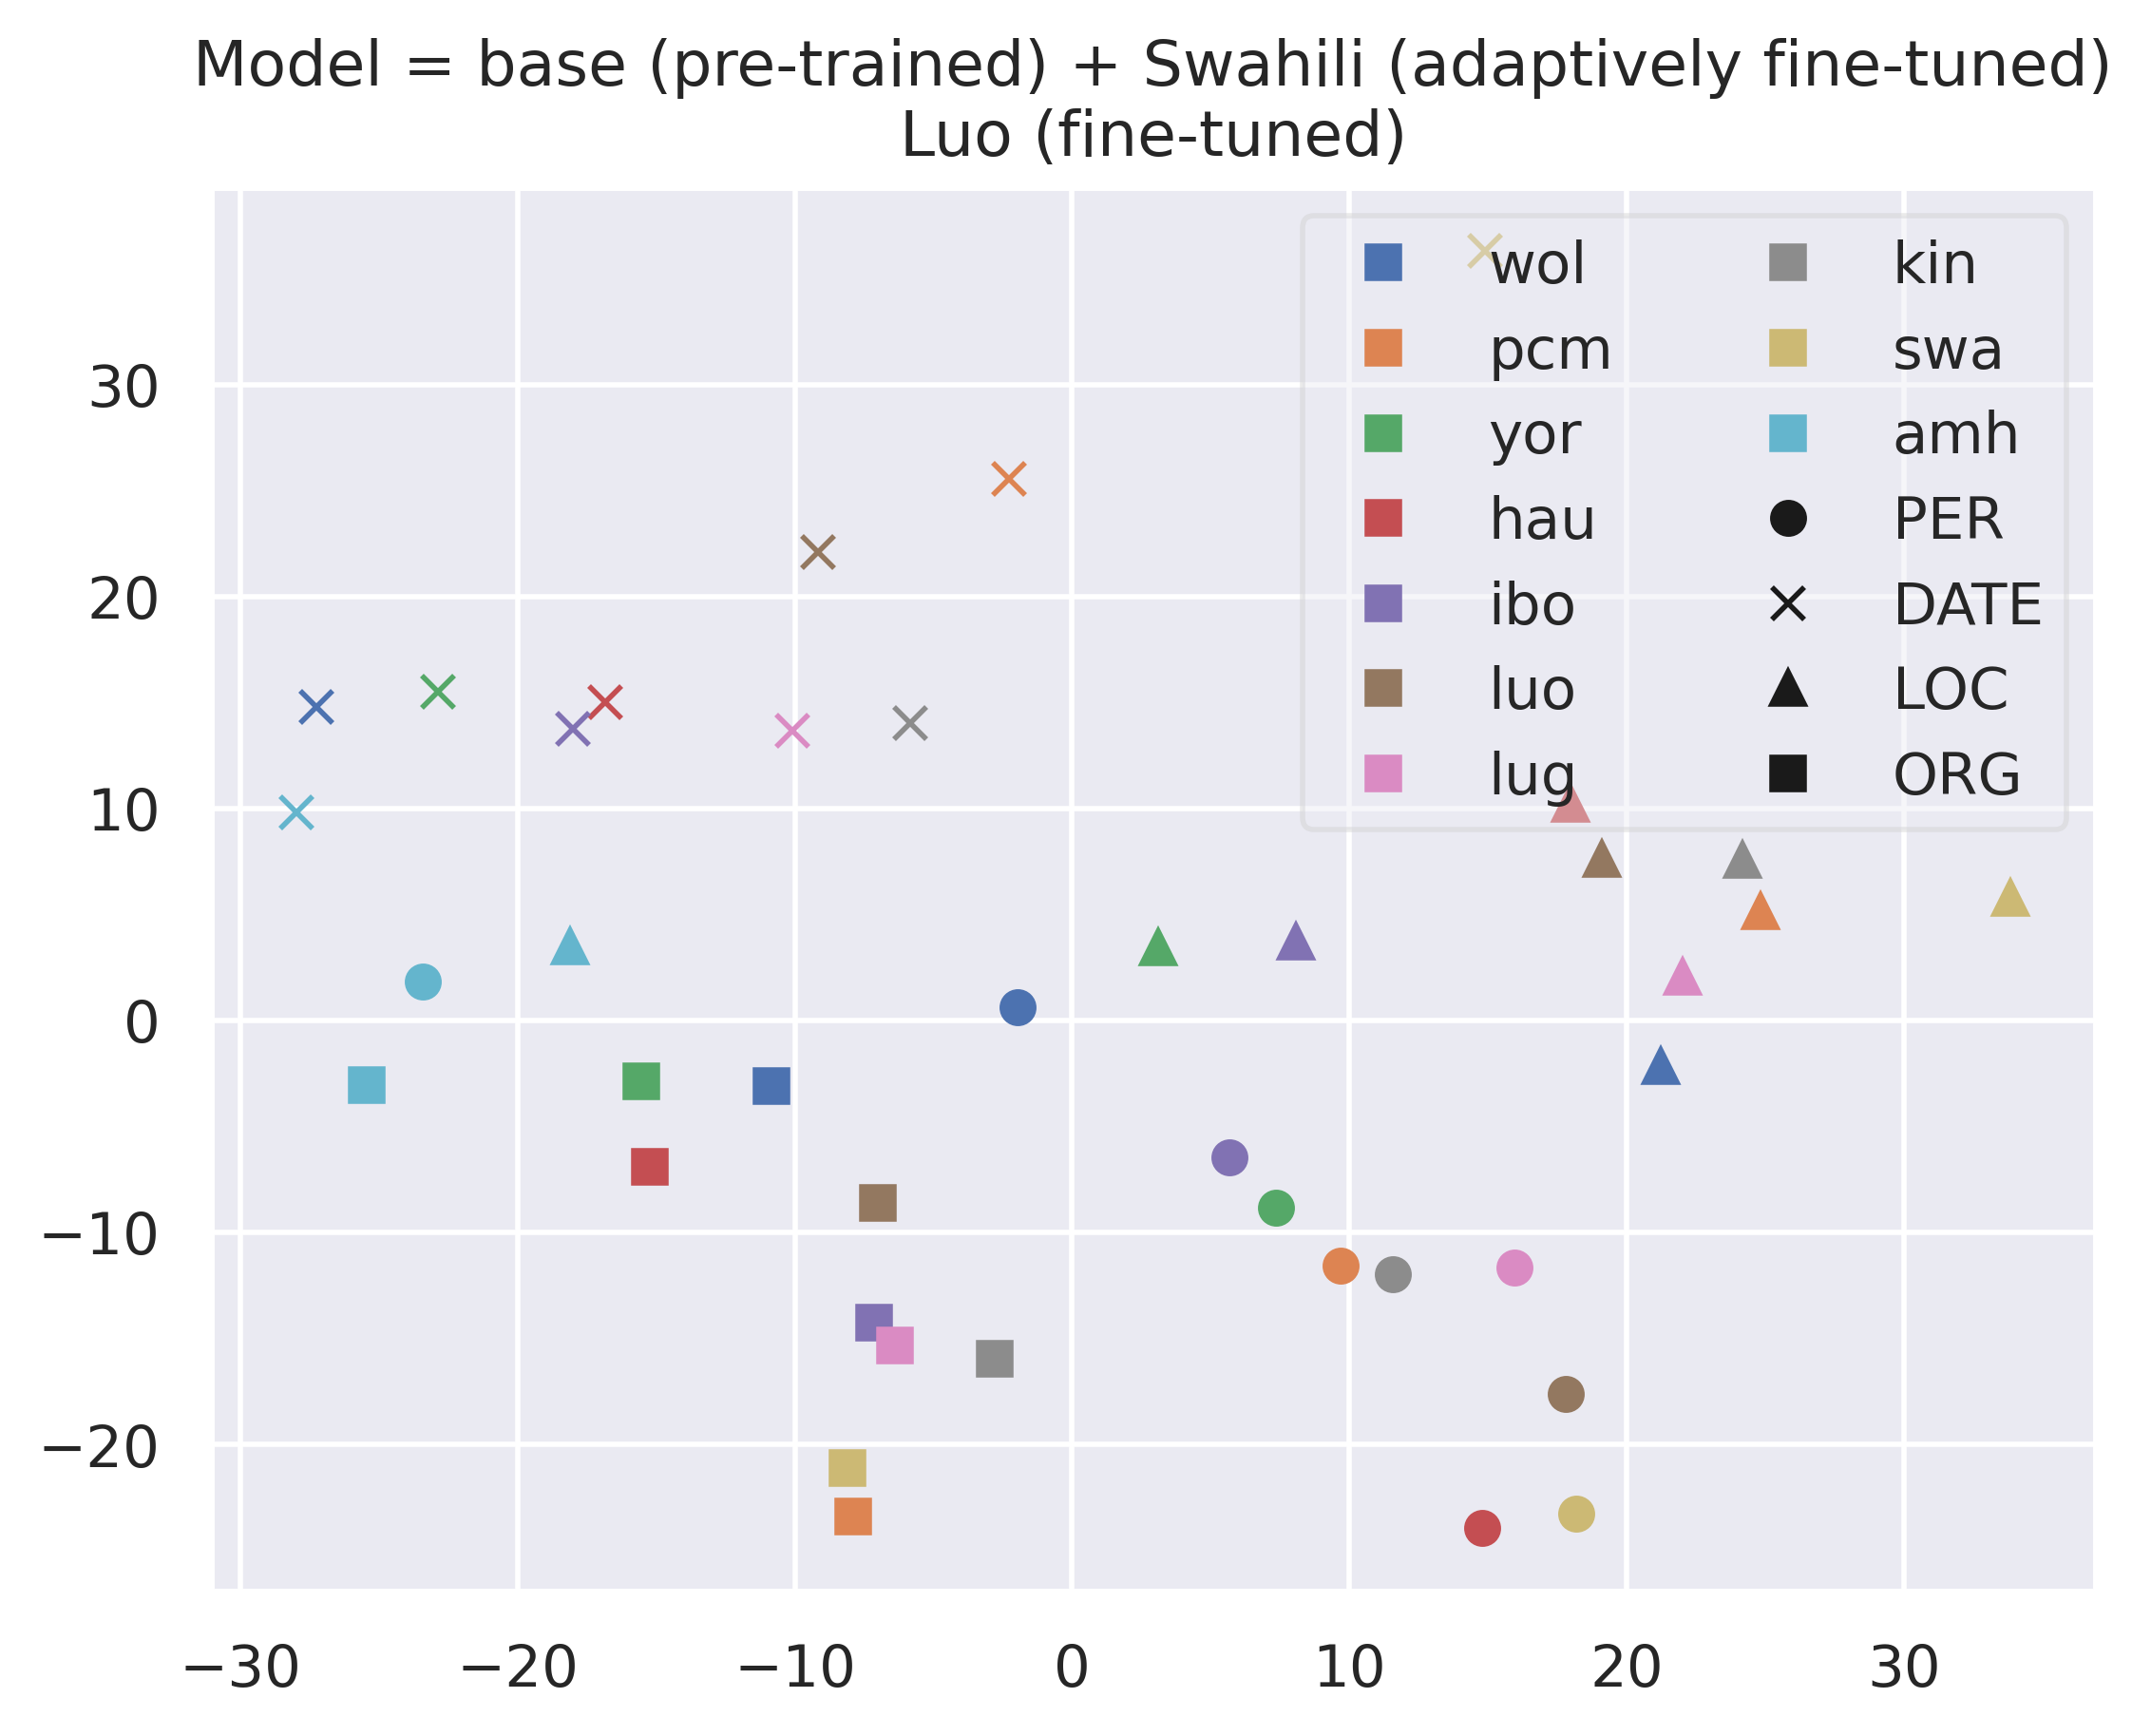 Model = base (pre-trained) + Swahili (adaptively fine-tuned)
Luo (fine-tuned)
wol
pcm
yor
hau
ibo
luo
lug
kin
swa
amh
PER
DATE
LOC
ORG
30
20
10
0
−10
−20
−30 −20 −10 0 10 20 30